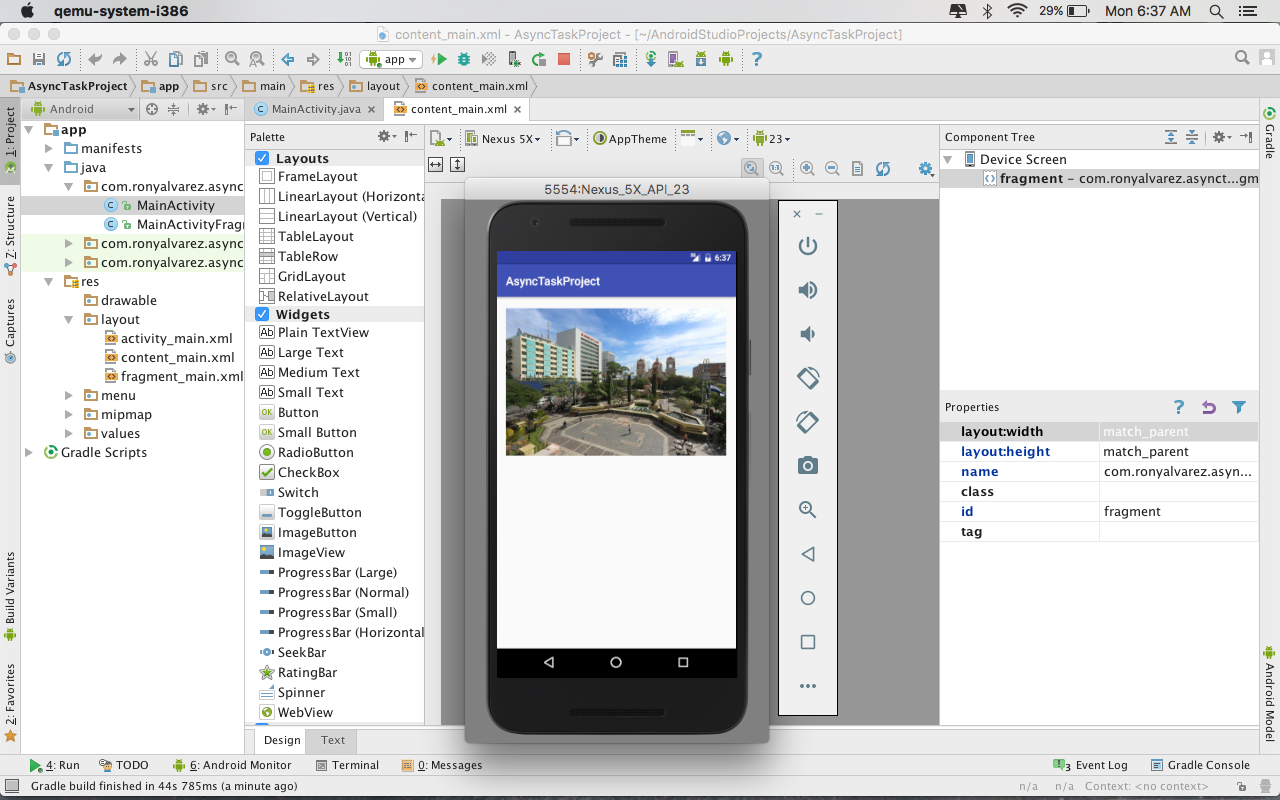 qemu-system-i386
29%
Mon 6:37 AM
content_main.xml - AsyncTaskProject - [~/AndroidStudioProjects/AsyncTaskProject]
app
?
AsyncTaskProject
app
src
main
res
layout
content_main.xml
1: Project
Z: Structure
Captures
Build Variants
2: Favorites
Android
app
manifests
java
com.ronyalvarez.async
MainActivity
MainActivityFrag
com.ronyalvarez.async
com.ronyalvarez.async
res
drawable
layout
activity_main.xml
content_main.xml
fragment_main.xml
menu
mipmap
values
Gradle Scripts
MainActivity.java
content_main.xml
Palette
Layouts
FrameLayout
LinearLayout (Horizonta
LinearLayout (Vertical)
TableLayout
TableRow
GridLayout
RelativeLayout
Widgets
Ab Plain TextView
Ab Large Text
Ab Medium Text
Ab Small Text
OK Button
OK Small Button
RadioButton
CheckBox
Switch
ToggleButton
ImageButton
ImageView
ProgressBar (Large)
ProgressBar (Normal)
ProgressBar (Small)
ProgressBar (Horizontal
SeekBar
RatingBar
Spinner
WebView
Design
Text
Nexus 5X
AppTheme
23
5554:Nexus_5X_API_23
6:37
AsyncTaskProject
Component Tree
Device Screen
fragment – com.ronyalvarez.asynct...gm
Properties
?
layout:width match_parent
layout:height match_parent
name com.ronyalvarez.asyn...
class
id fragment
tag
Gradle
Android Model
4: Run
TODO
6: Android Monitor
Terminal
0: Messages
3 Event Log
Gradle Console
Gradle build finished in 44s 785ms (a minute ago)
n/a
n/a
Context: <no context>